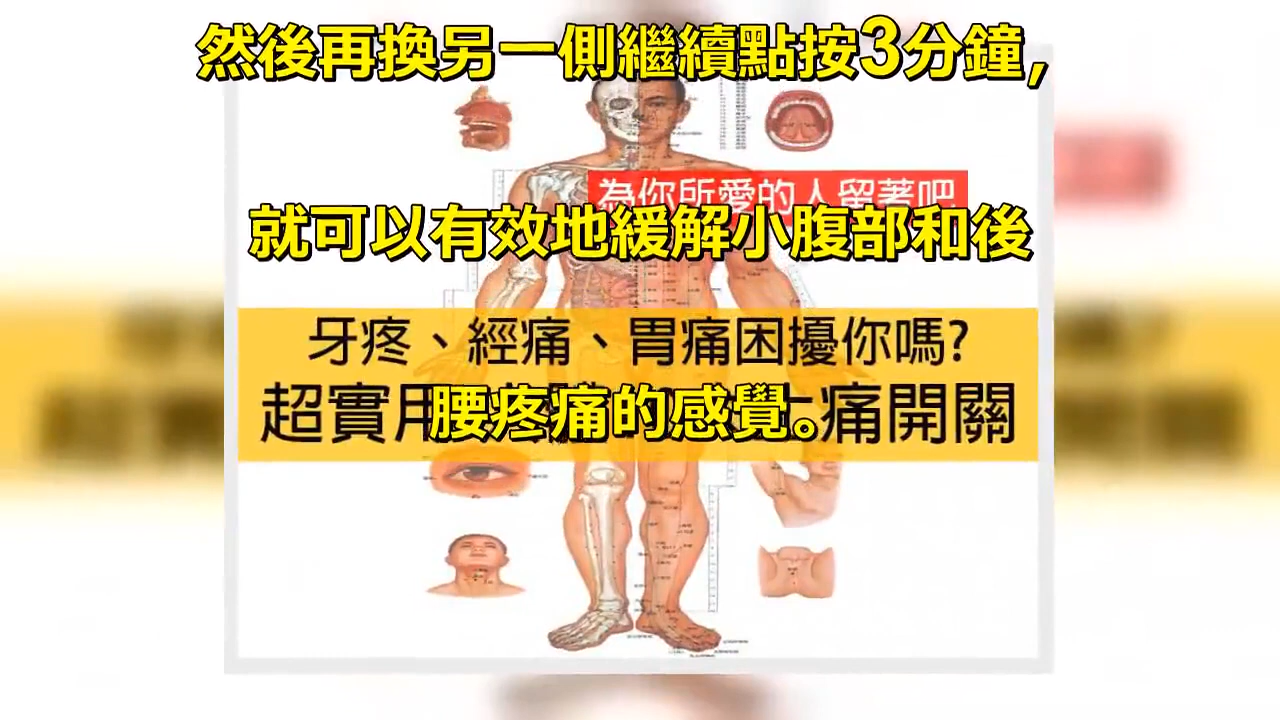 然後再換另一側繼續點按3分鐘,
為你所愛的人留著吧
就可以有效地緩解小腹部和後
牙疼、經痛、胃痛困擾你嗎?
超實用
腰疼痛的感覺。
痛開關